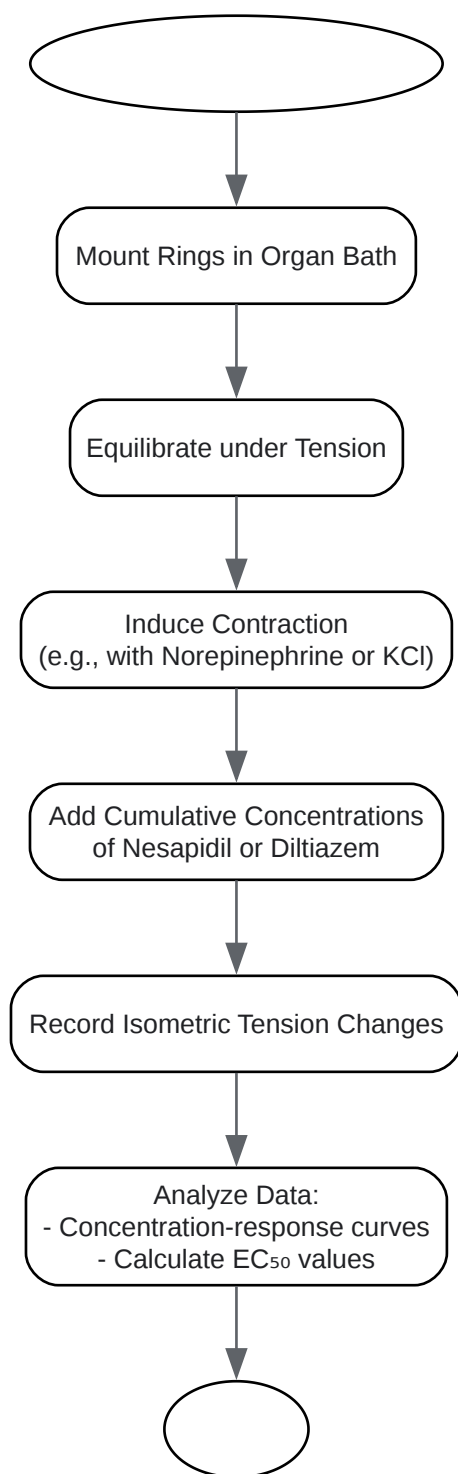 Mount Rings in Organ Bath
Equilibrate under Tension
Induce Contraction
(e.g., with Norepinephrine or KCl)
Add Cumulative Concentrations
of Nesapidil or Diltiazem
Record Isometric Tension Changes
Analyze Data:
- Concentration-response curves
- Calculate EC₅₀ values